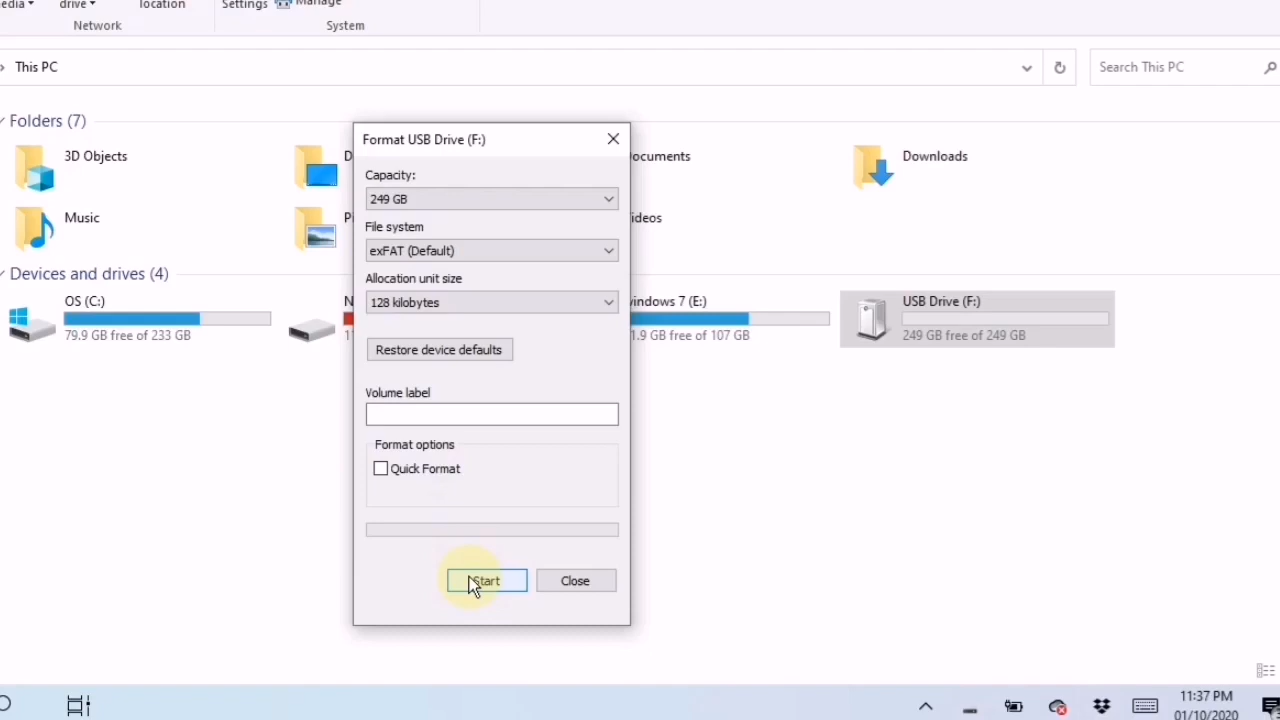 drive
location
Settings
Manage
Network
System
This PC
Search This PC
Folders (7)
3D Objects
Downloads
Music
Devices and drives (4)
OS (C:)
79.9 GB free of 233 GB
USB Drive (F:)
249 GB free of 249 GB
Format USB Drive (F:)
Capacity:
249 GB
File system
exFAT (Default)
Allocation unit size
128 kilobytes
Restore device defaults
Volume label
Format options
Quick Format
Start
Close
11:37 PM
01/10/2020